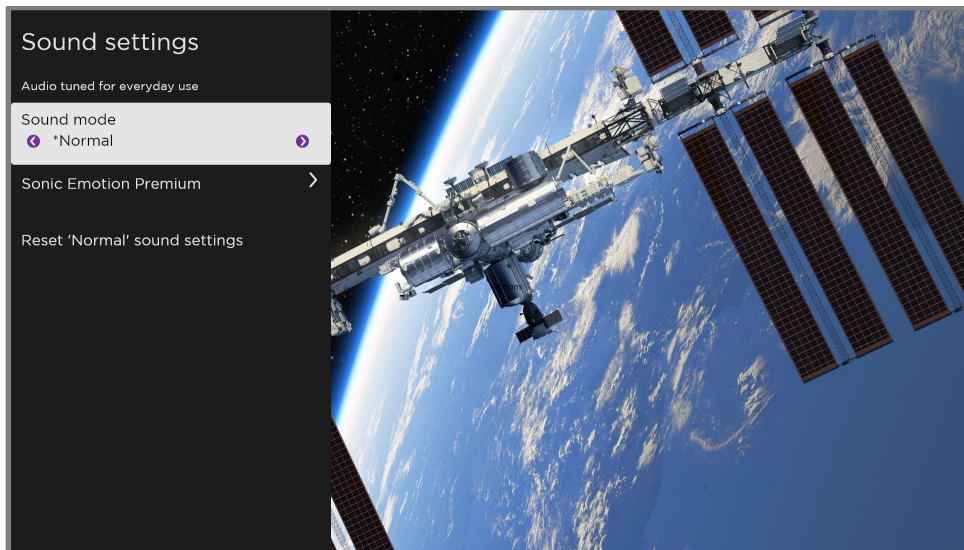 Sound settings
Audio tuned for everyday use
Sound mode
*Normal
Sonic Emotion Premium
Reset 'Normal' sound settings